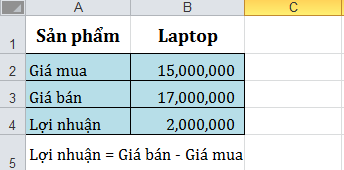 A B C
1 Sản phẩm Laptop
2 Giá mua 15,000,000
3 Giá bán 17,000,000
4 Lợi nhuận 2,000,000
5 Lợi nhuận = Giá bán - Giá mua